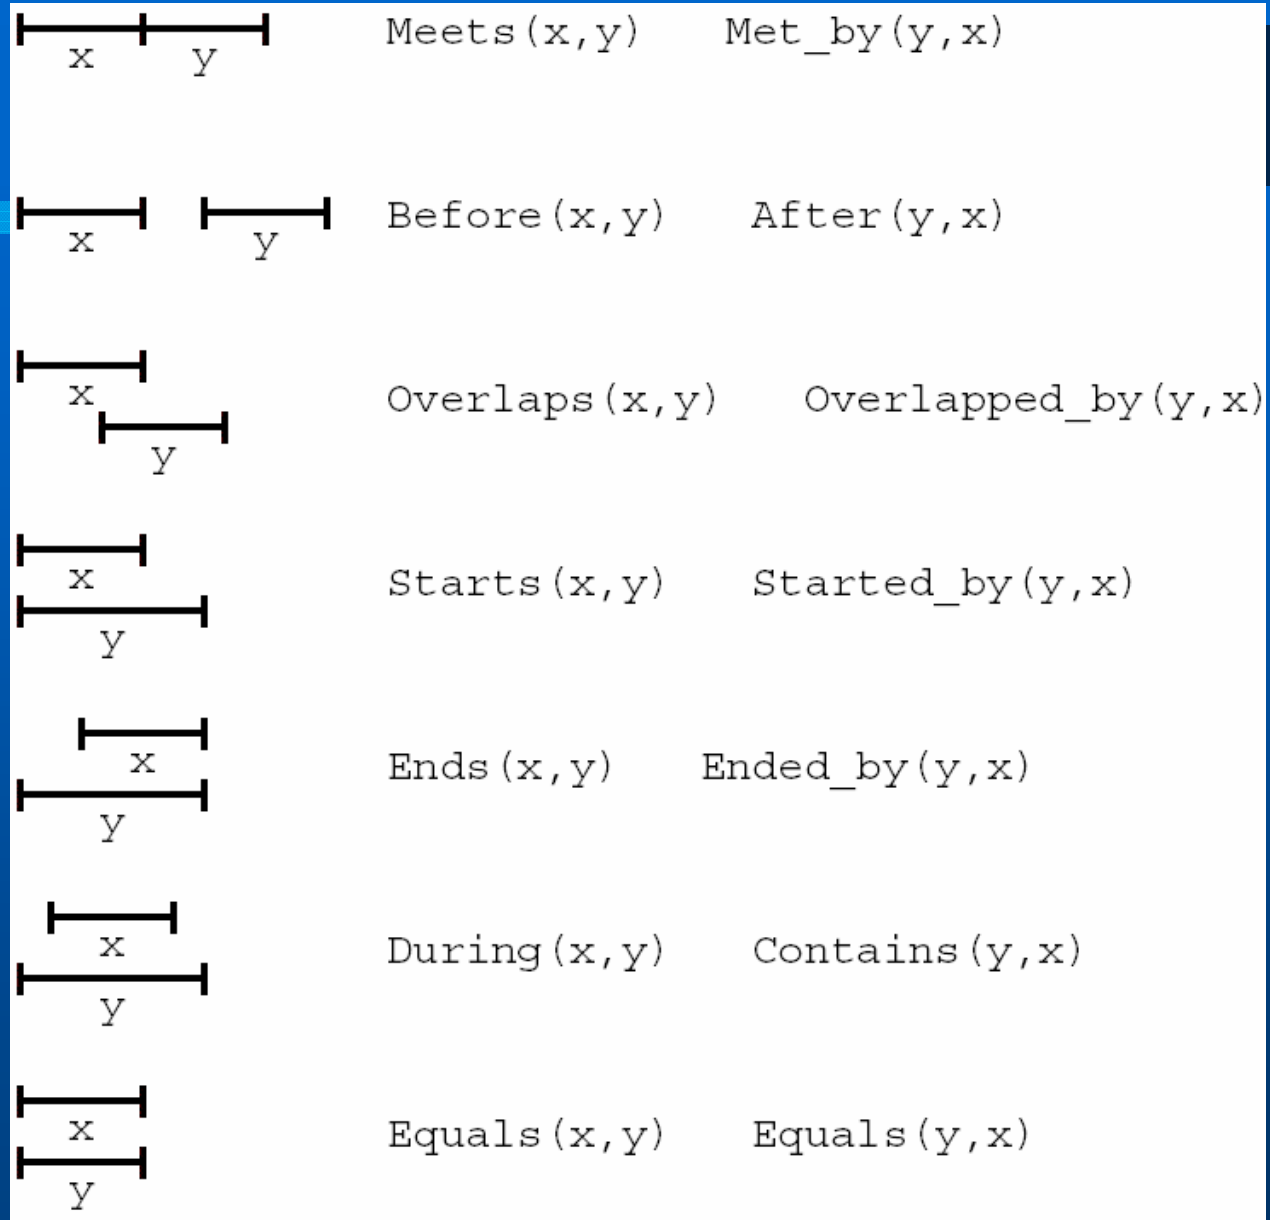 x y Meets(x,y) Met_by(y,x)
x y Before(x,y) After(y,x)
x
y
Overlaps(x,y) Overlapped_by(y,x)
x
y
Starts(x,y) Started_by(y,x)
x
y
Ends(x,y) Ended_by(y,x)
x
y
During(x,y) Contains(y,x)
x
y
Equals(x,y) Equals(y,x)